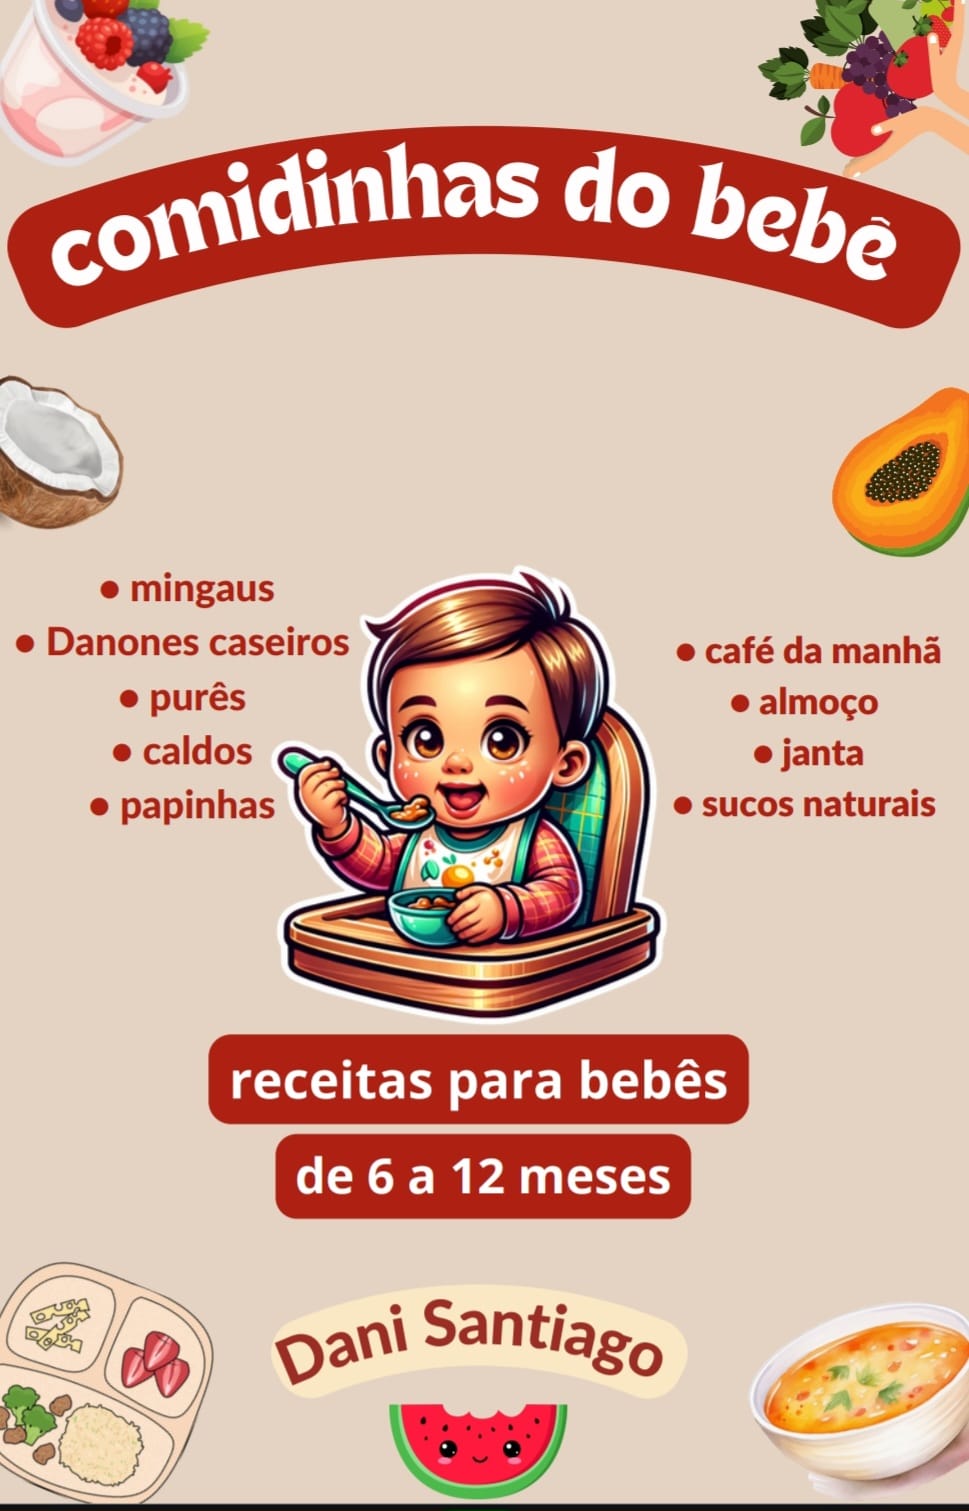 comidinhas do bebê
• mingaus
• Danones caseiros
• purês
• caldos
• papinhas
• café da manhã
• almoço
• janta
• sucos naturais
receitas para bebês
de 6 a 12 meses
Dani Santiago